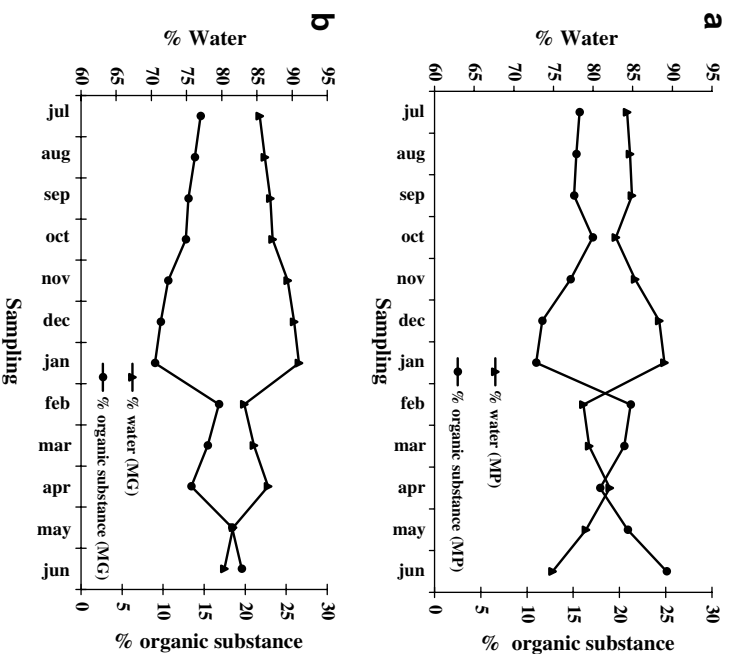 b
% Water
60 65 70 75 80 85 90 95
jul
aug
sep
oct
nov
dec
jan
feb
mar
apr
may
jun
Sampling
% water (MG)
% organic substance (MG)
0 5 10 15 20 25 30
% organic substance
a
% Water
60 65 70 75 80 85 90 95
jul
aug
sep
oct
nov
dec
jan
feb
mar
apr
may
jun
Sampling
% water (MP)
% organic substance (MP)
0 5 10 15 20 25 30
% organic substance